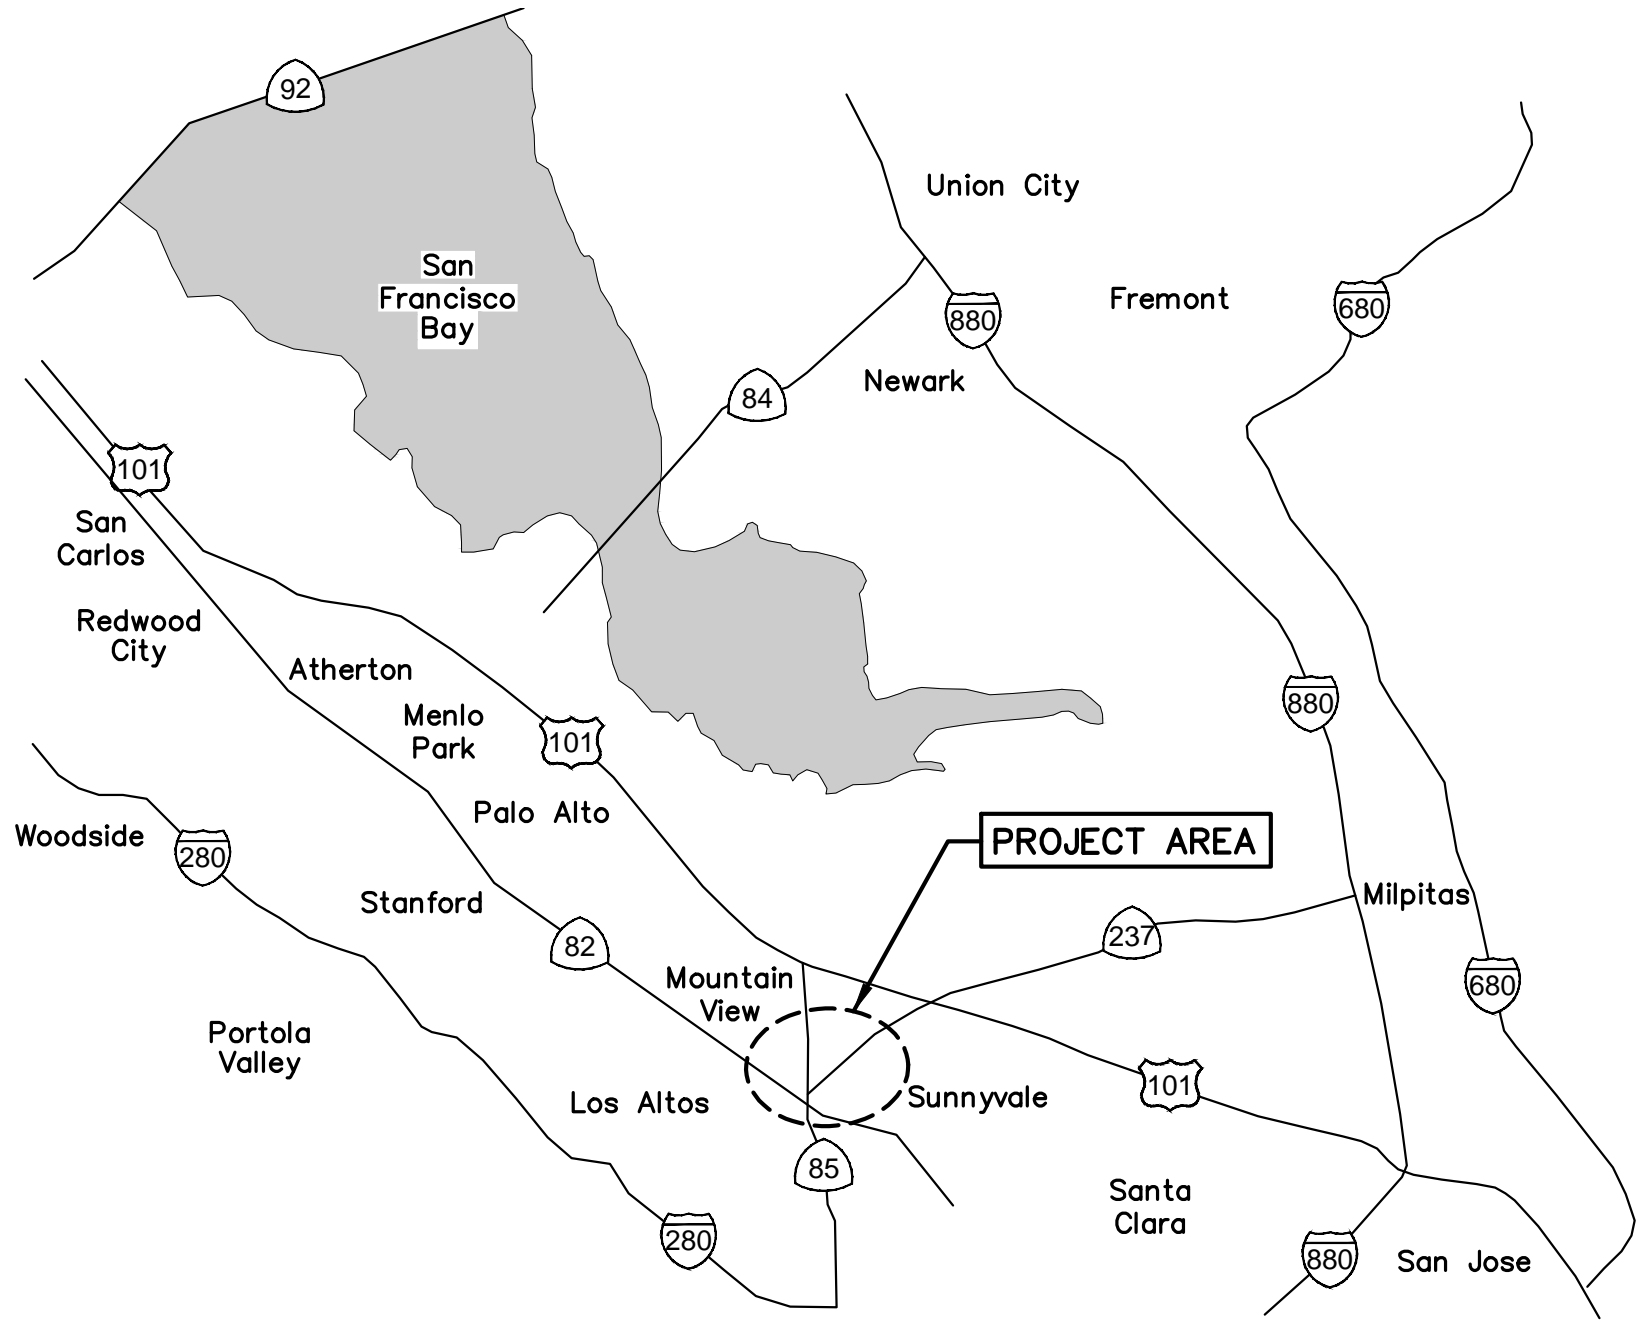 92
Union City
San
Francisco
Bay
Fremont
680
880
Newark
84
101
San
Carlos
Redwood
City
Atherton
Menlo
Park
101
880
Palo Alto
Woodside
280
PROJECT AREA
Stanford
82
237
Milpitas
Mountain
View
680
Portola
Valley
101
Los Altos
Sunnyvale
85
Santa
Clara
280
880
San Jose